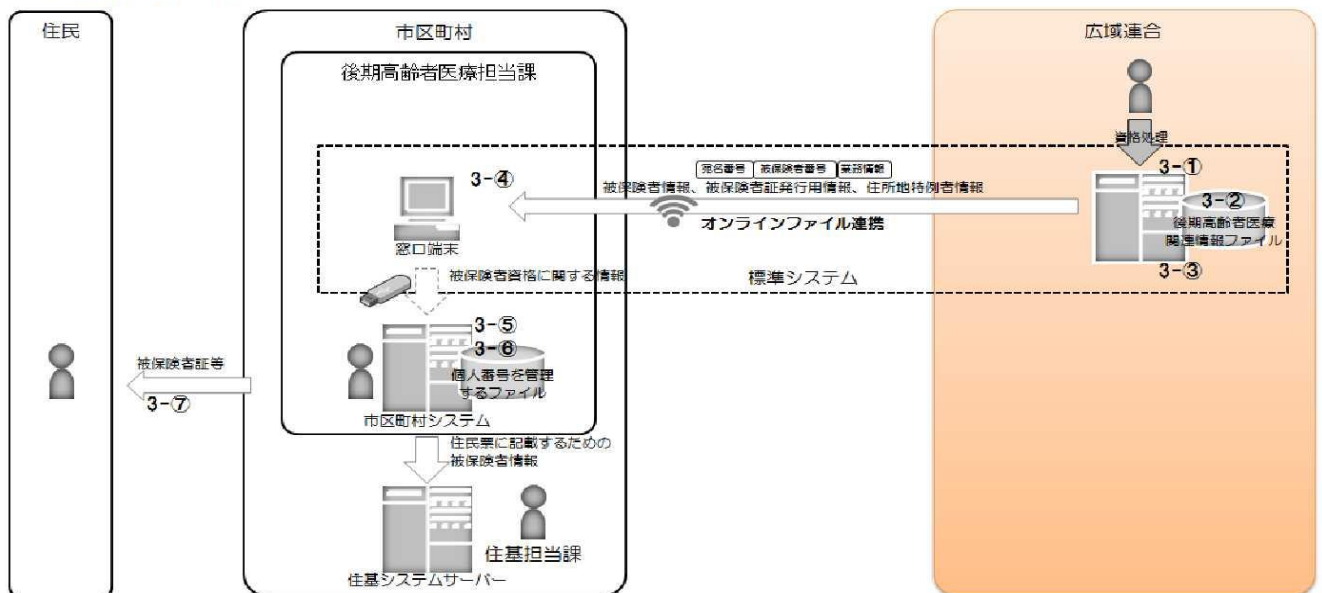 住民
市区町村
広域連合
後期高齢者医療担当課
資格処理
宛名番号 被保険者番号 業務情報
3-①
3-④
被保険者情報、被保険者証発行用情報、住所地特例者情報
3-②
オンラインファイル連携
後期高齢者医療
関連情報ファイル
窓口端末
3-③
被保険者資格に関する情報
標準システム
3-⑤
3-⑥
被保険者証等
個人番号を管理
するファイル
3-⑦
市区町村システム
住民票に記載するための
被保険者情報
住基担当課
住基システムサーバー